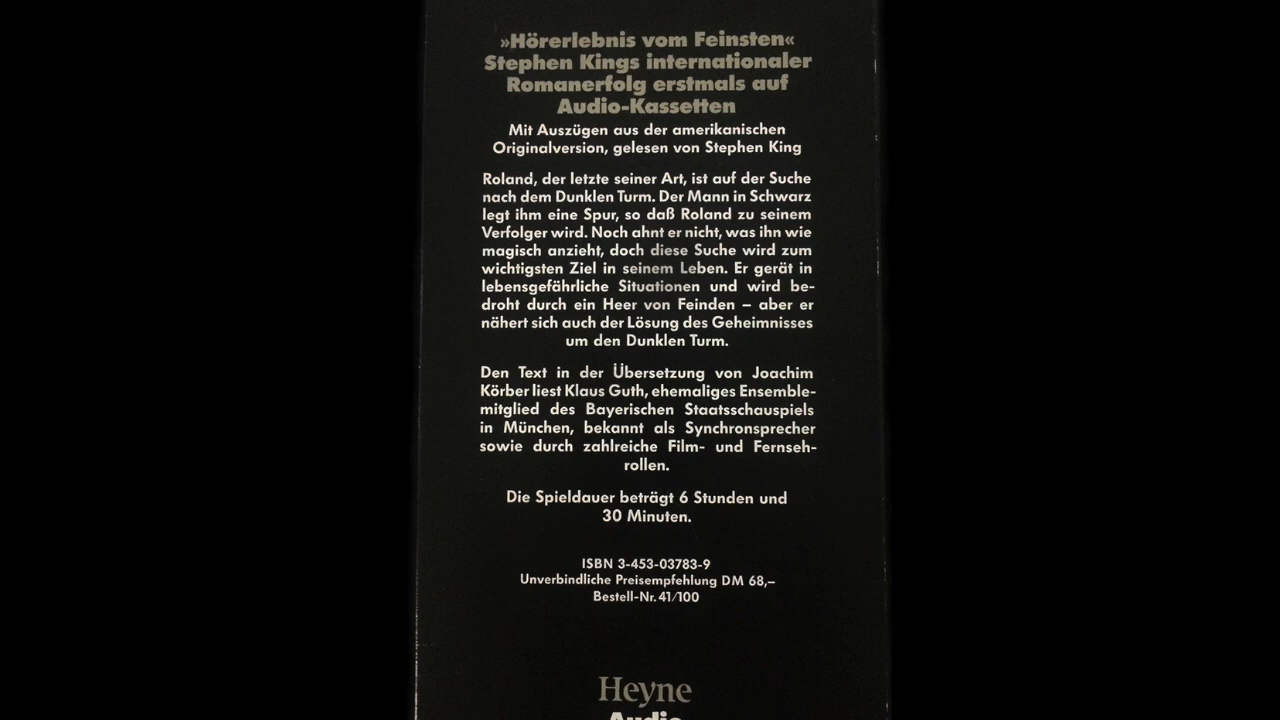 »Hörerlebnis vom Feinsten«
Stephen Kings internationaler
Romanerfolg erstmals auf
Audio-Kassetten
Mit Auszügen aus der amerikanischen
Originalversion, gelesen von Stephen King
Roland, der letzte seiner Art, ist auf der Suche
nach dem Dunklen Turm. Der Mann in Schwarz
legt ihm eine Spur, so daß Roland zu seinem
Verfolger wird. Noch ahnt er nicht, was ihn wie
magisch anzieht, doch diese Suche wird zum
wichtigsten Ziel in seinem Leben. Er gerät in
lebensgefährliche Situationen und wird be-
droht durch ein Heer von Feinden – aber er
nähert sich auch der Lösung des Geheimnisses
um den Dunklen Turm.
Den Text in der Übersetzung von Joachim
Körber liest Klaus Guth, ehemaliges Ensemble-
mitglied des Bayerischen Staatsschauspiels
in München, bekannt als Synchronsprecher
sowie durch zahlreiche Film- und Fernseh-
rollen.
Die Spieldauer beträgt 6 Stunden und
30 Minuten.
ISBN 3-453-03783-9
Unverbindliche Preisempfehlung DM 68,–
Bestell-Nr. 41/100
Heyne
Audio